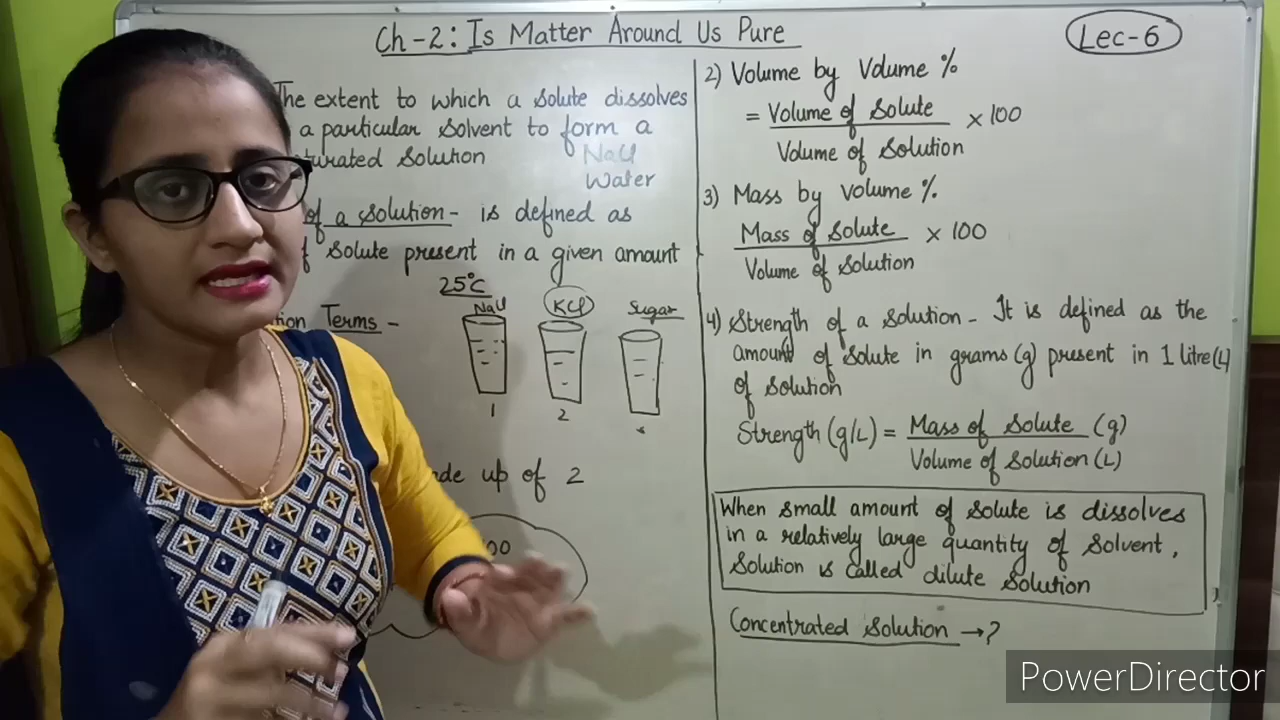 Ch-2: Is Matter Around Us Pure
Lec-6
The extent to which a solute dissolves
a particular solvent to form a
turated solution
NaCl
Water
of a solution - is defined as
f solute present in a given amount
25°C
tion Terms -
NaCl
KCl
Sugar
1
2
de up of 2
00
2) Volume by Volume %
= Volume of solute
Volume of solution × 100
3) Mass by volume %
Mass of solute
Volume of solution × 100
4) Strength of a solution - It is defined as the
amount of solute in grams (g) present in 1 litre (L)
of solution
Strength (g/L) = Mass of solute (g)
Volume of solution (L)
When small amount of solute is dissolves
in a relatively large quantity of solvent,
solution is called dilute solution
Concentrated solution → ?
PowerDirector